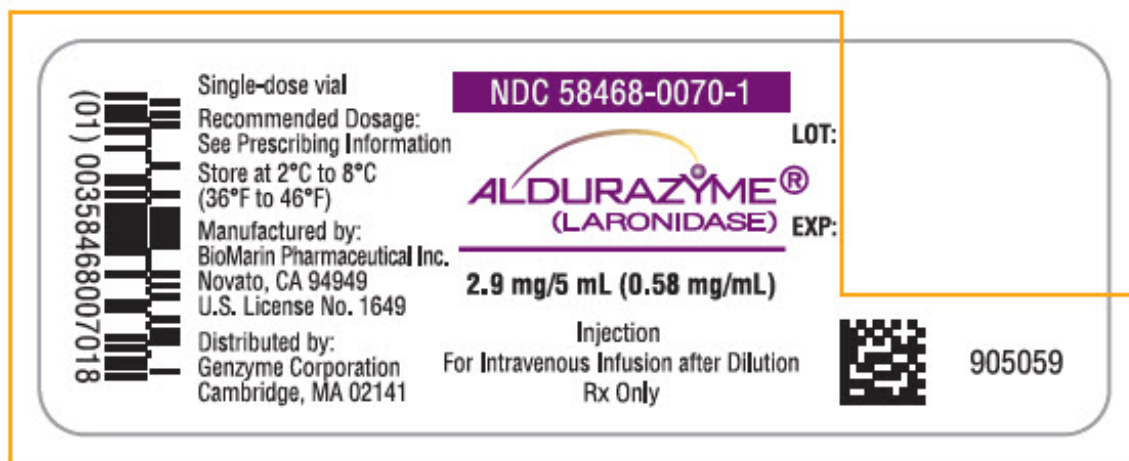 (01) 00358468007018
Single-dose vial
Recommended Dosage:
See Prescribing Information
Store at 2°C to 8°C
(36°F to 46°F)
Manufactured by:
BioMarin Pharmaceutical Inc.
Novato, CA 94949
U.S. License No. 1649
Distributed by:
Genzyme Corporation
Cambridge, MA 02141
NDC 58468-0070-1
ALDURAZYME®
(LARONIDASE)
2.9 mg/5 mL (0.58 mg/mL)
Injection
For Intravenous Infusion after Dilution
Rx Only
LOT:
EXP:
905059